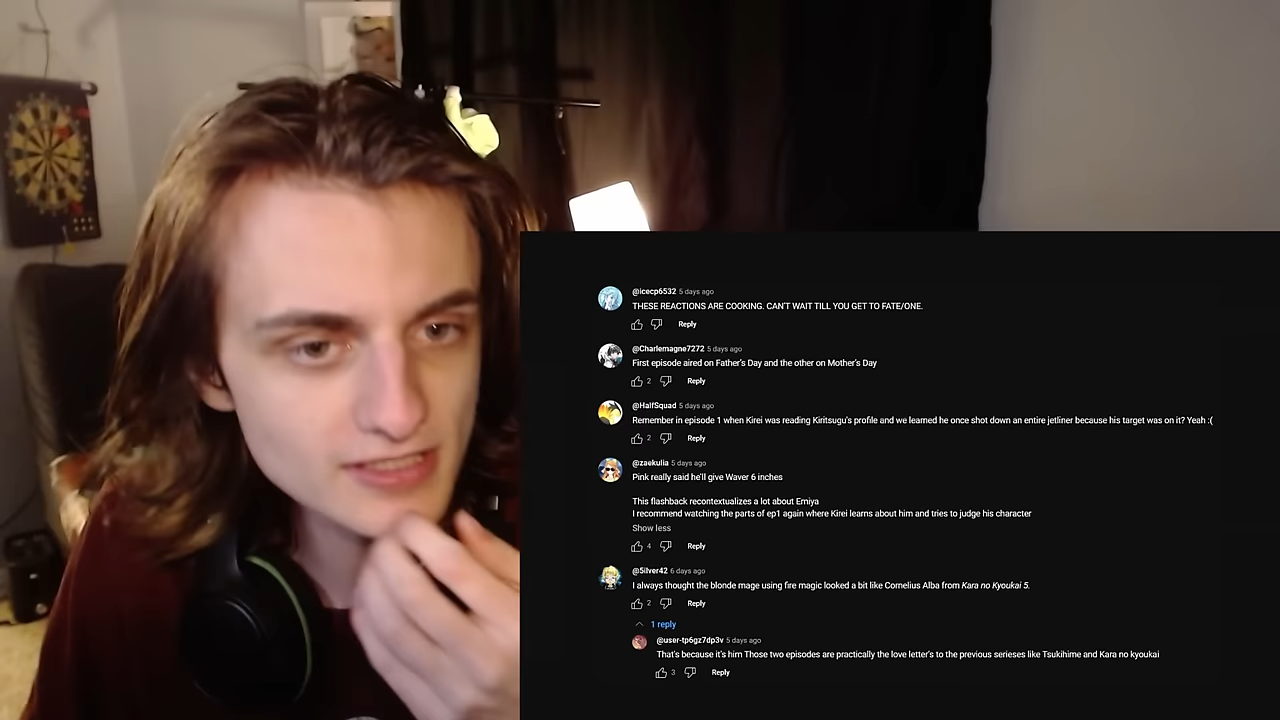 @icecp6532 5 days ago
THESE REACTIONS ARE COOKING. CAN'T WAIT TILL YOU GET TO FATE/ONE.
Reply
@Charlemagne7272 5 days ago
First episode aired on Father's Day and the other on Mother's Day
2 Reply
@HalfSquad 5 days ago
Remember in episode 1 when Kirei was reading Kiritsugu's profile and we learned he once shot down an entire jetliner because his target was on it? Yeah :(
2 Reply
@zaekulia 5 days ago
Pink really said he'll give Waver 6 inches
This flashback recontextualizes a lot about Emiya
I recommend watching the parts of ep1 again where Kirei learns about him and tries to judge his character
Show less
4 Reply
@5ilver42 6 days ago
I always thought the blonde mage using fire magic looked a bit like Cornelius Alba from Kara no Kyoukai 5.
2 Reply
1 reply
@user-tp6gz7dp3v 5 days ago
That's because it's him Those two episodes are practically the love letter's to the previous serieses like Tsukihime and Kara no kyoukai
3 Reply